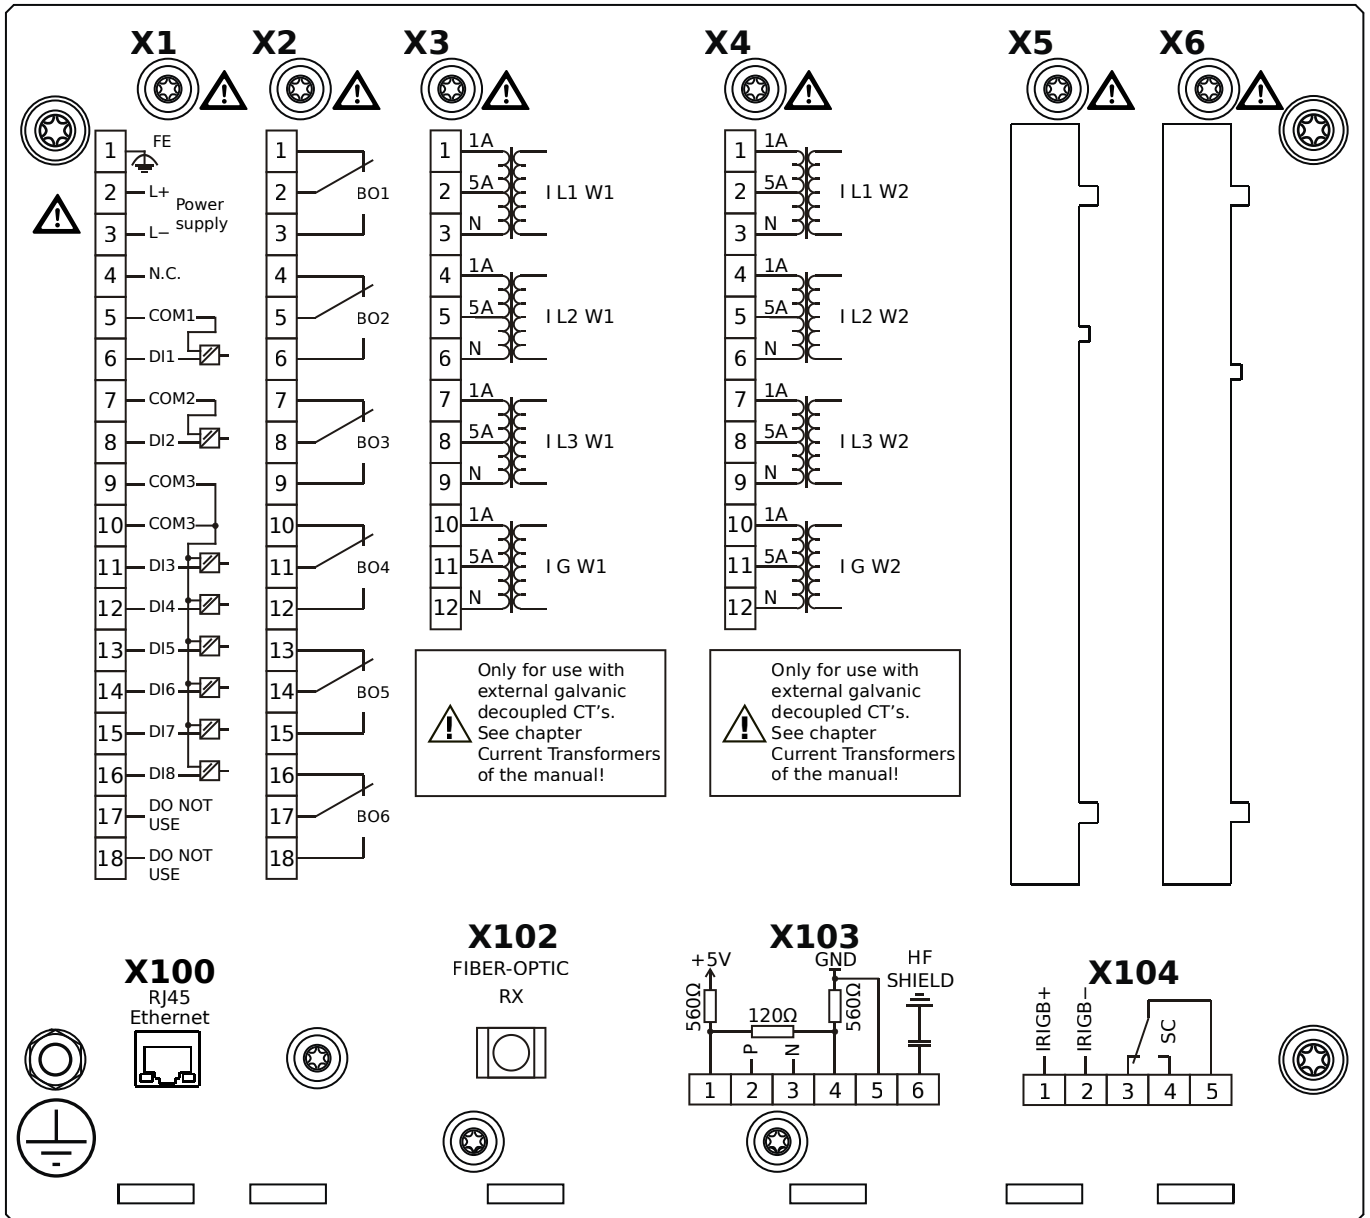 X1
X2
X3
X4
X5
X6
1 FE
2 L+
Power
supply
3 L−
4 N.C.
5 COM1
6 DI1
7 COM2
8 DI2
9 COM3
10 COM3
11 DI3
12 DI4
13 DI5
14 DI6
15 DI7
16 DI8
17 DO NOT
USE
18 DO NOT
USE
1
2 BO1
3
4
5 BO2
6
7
8 BO3
9
10
11 BO4
12
13
14 BO5
15
16
17 BO6
18
1 1A
2 5A I L1 W1
3 N
4 1A
5 5A I L2 W1
6 N
7 1A
8 5A I L3 W1
9 N
10 1A
11 5A I G W1
12 N
Only for use with
external galvanic
decoupled CT's.
See chapter
Current Transformers
of the manual!
1 1A
2 5A I L1 W2
3 N
4 1A
5 5A I L2 W2
6 N
7 1A
8 5A I L3 W2
9 N
10 1A
11 5A I G W2
12 N
Only for use with
external galvanic
decoupled CT's.
See chapter
Current Transformers
of the manual!
X100
RJ45
Ethernet
X102
FIBER-OPTIC
RX
X103
+5V
GND
HF
SHIELD
560Ω
120Ω
560Ω
P
N
1 2 3 4 5 6
X104
IRIGB+
IRIGB−
SC
1 2 3 4 5